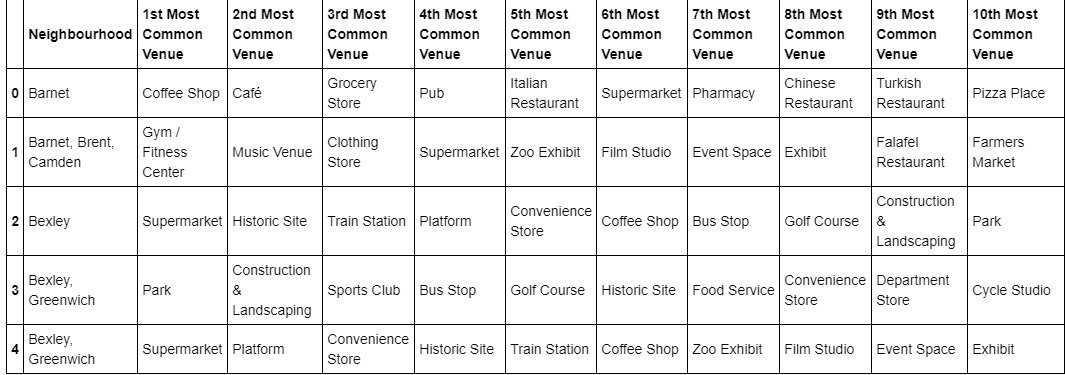 Neighbourhood 1st Most Common Venue 2nd Most Common Venue 3rd Most Common Venue 4th Most Common Venue 5th Most Common Venue 6th Most Common Venue 7th Most Common Venue 8th Most Common Venue 9th Most Common Venue 10th Most Common Venue
0 Barnet Coffee Shop Café Grocery Store Pub Italian Restaurant Supermarket Pharmacy Chinese Restaurant Turkish Restaurant Pizza Place
1 Barnet, Brent, Camden Gym / Fitness Center Music Venue Clothing Store Supermarket Zoo Exhibit Film Studio Event Space Exhibit Falafel Restaurant Farmers Market
2 Bexley Supermarket Historic Site Train Station Platform Convenience Store Coffee Shop Bus Stop Golf Course Construction & Landscaping Park
3 Bexley, Greenwich Park Construction & Landscaping Sports Club Bus Stop Golf Course Historic Site Food Service Convenience Store Department Store Cycle Studio
4 Bexley, Greenwich Supermarket Platform Convenience Store Historic Site Train Station Coffee Shop Zoo Exhibit Film Studio Event Space Exhibit